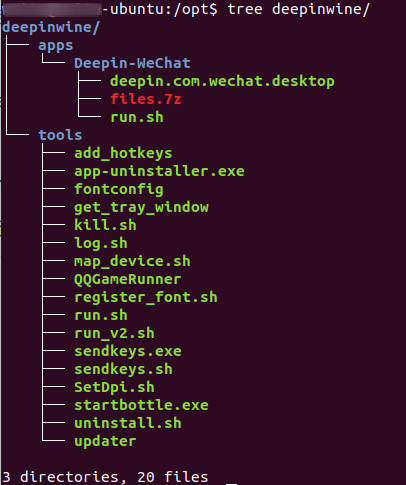 -ubuntu:/opt$ tree deepinwine/
deepinwine/
├── apps
│   └── Deepin-WeChat
│       ├── deepin.com.wechat.desktop
│       ├── files.7z
│       └── run.sh
└── tools
    ├── add_hotkeys
    ├── app-uninstaller.exe
    ├── fontconfig
    ├── get_tray_window
    ├── kill.sh
    ├── log.sh
    ├── map_device.sh
    ├── QQGameRunner
    ├── register_font.sh
    ├── run.sh
    ├── run_v2.sh
    ├── sendkeys.exe
    ├── sendkeys.sh
    ├── SetDpi.sh
    ├── startbottle.exe
    ├── uninstall.sh
    └── updater
3 directories, 20 files